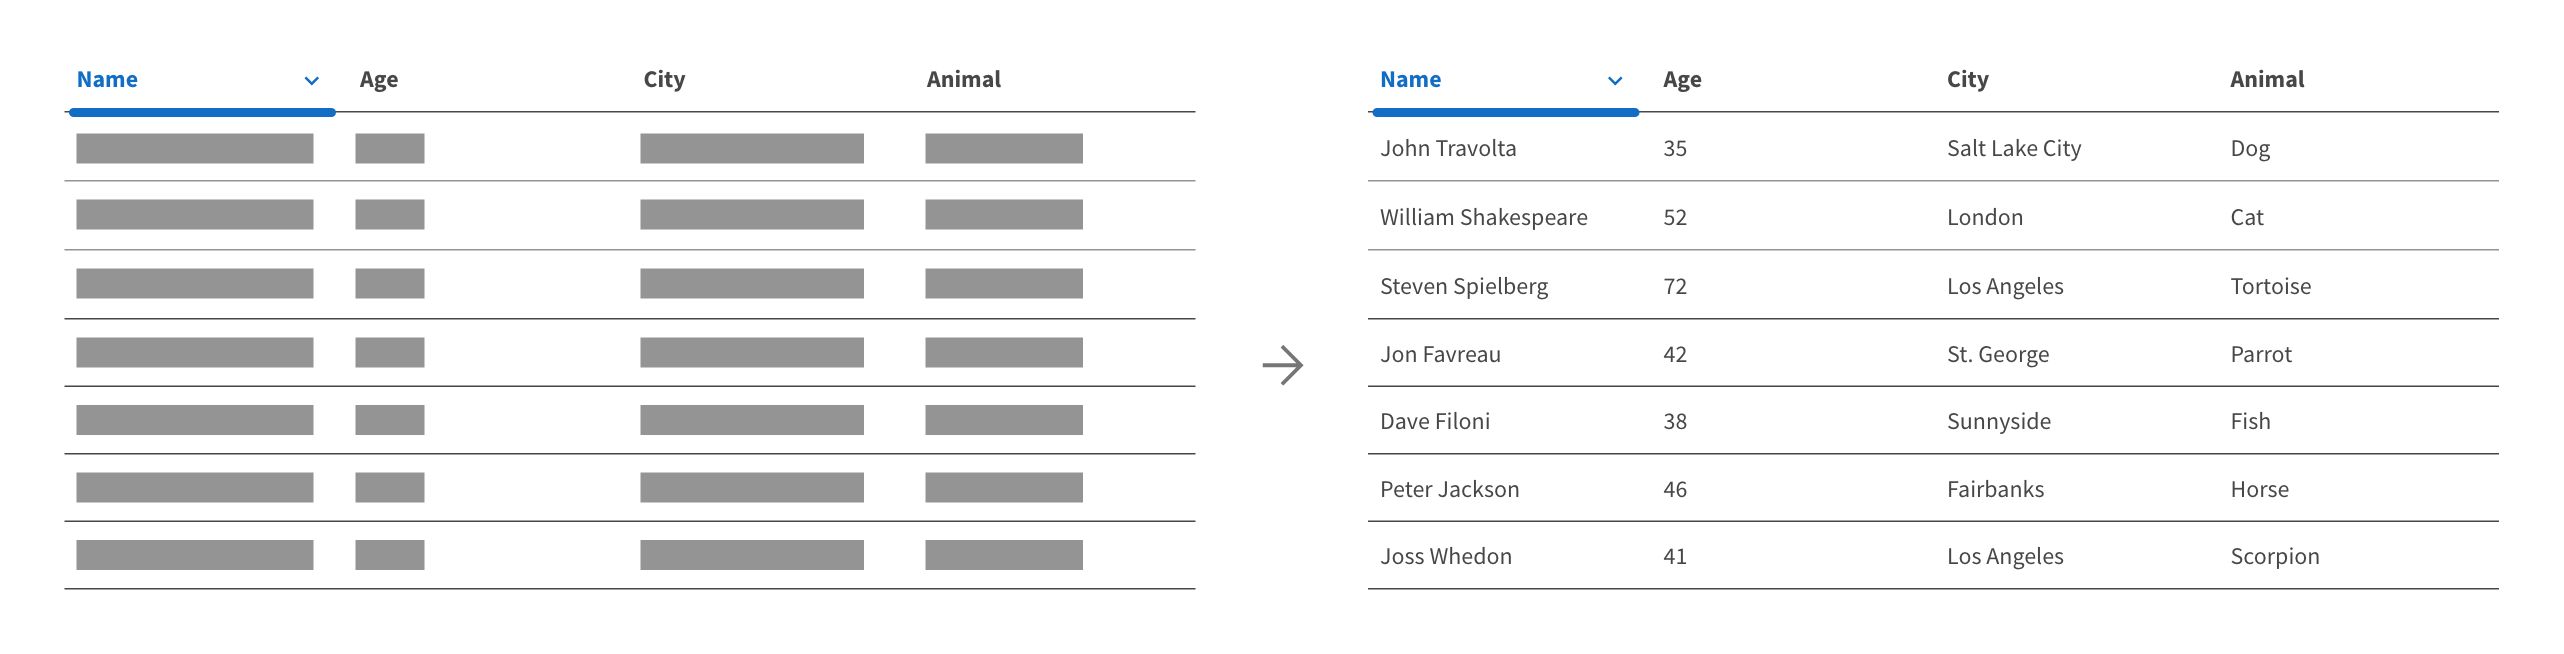 Name Age City Animal
Name Age City Animal
John Travolta 35 Salt Lake City Dog
William Shakespeare 52 London Cat
Steven Spielberg 72 Los Angeles Tortoise
Jon Favreau 42 St. George Parrot
Dave Filoni 38 Sunnyside Fish
Peter Jackson 46 Fairbanks Horse
Joss Whedon 41 Los Angeles Scorpion